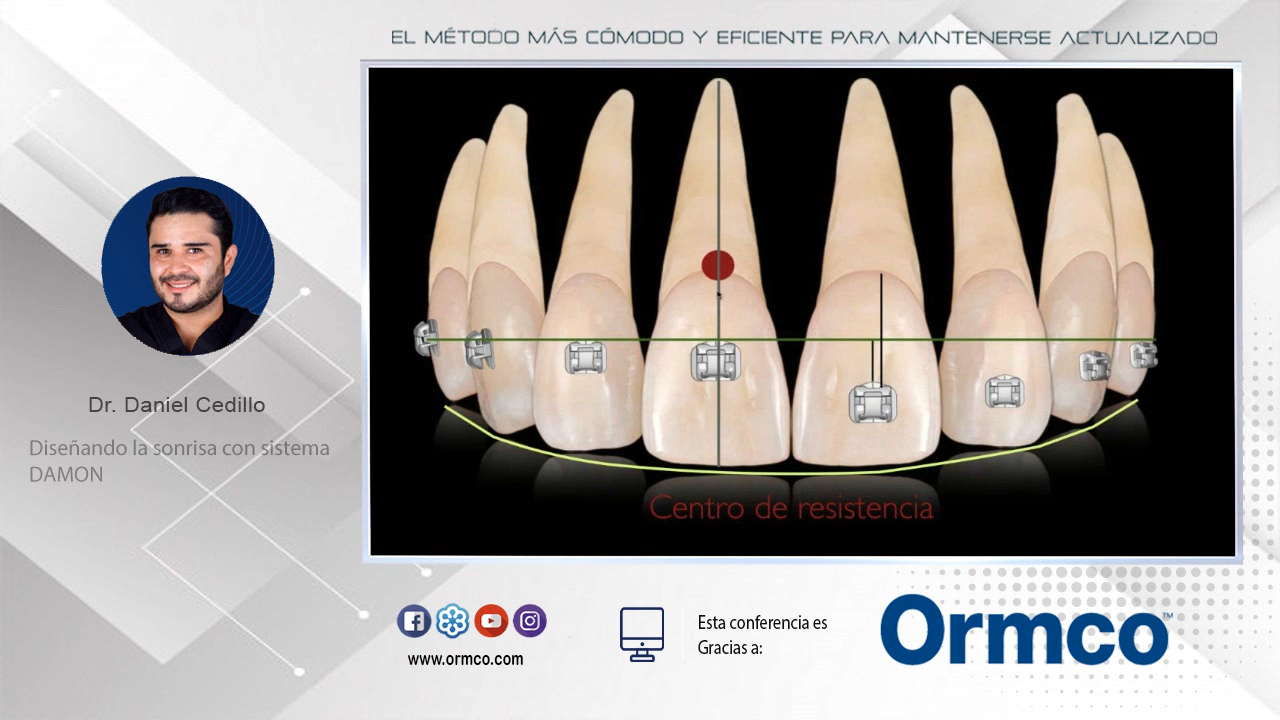 EL MÉTODO MÁS CÓMODO Y EFICIENTE PARA MANTENERSE ACTUALIZADO
Dr. Daniel Cedillo
Diseñando la sonrisa con sistema
DAMON
Centro de resistencia
www.ormco.com
Esta conferencia es
Gracias a:
Ormco™